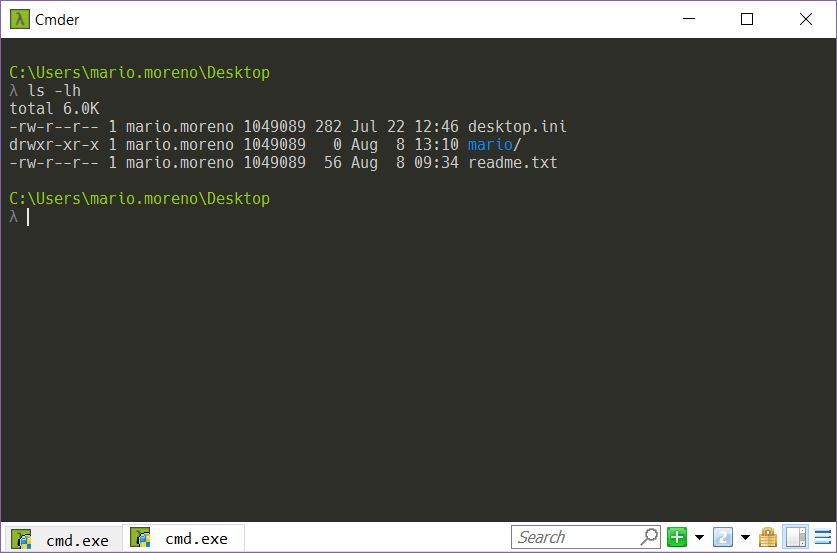 Cmder
C:\Users\mario.moreno\Desktop
λ ls -lh
total 6.0K
-rw-r--r-- 1 mario.moreno 1049089 282 Jul 22 12:46 desktop.ini
drwxr-xr-x 1 mario.moreno 1049089   0 Aug  8 13:10 mario/
-rw-r--r-- 1 mario.moreno 1049089  56 Aug  8 09:34 readme.txt
C:\Users\mario.moreno\Desktop
λ
cmd.exe cmd.exe Search 2